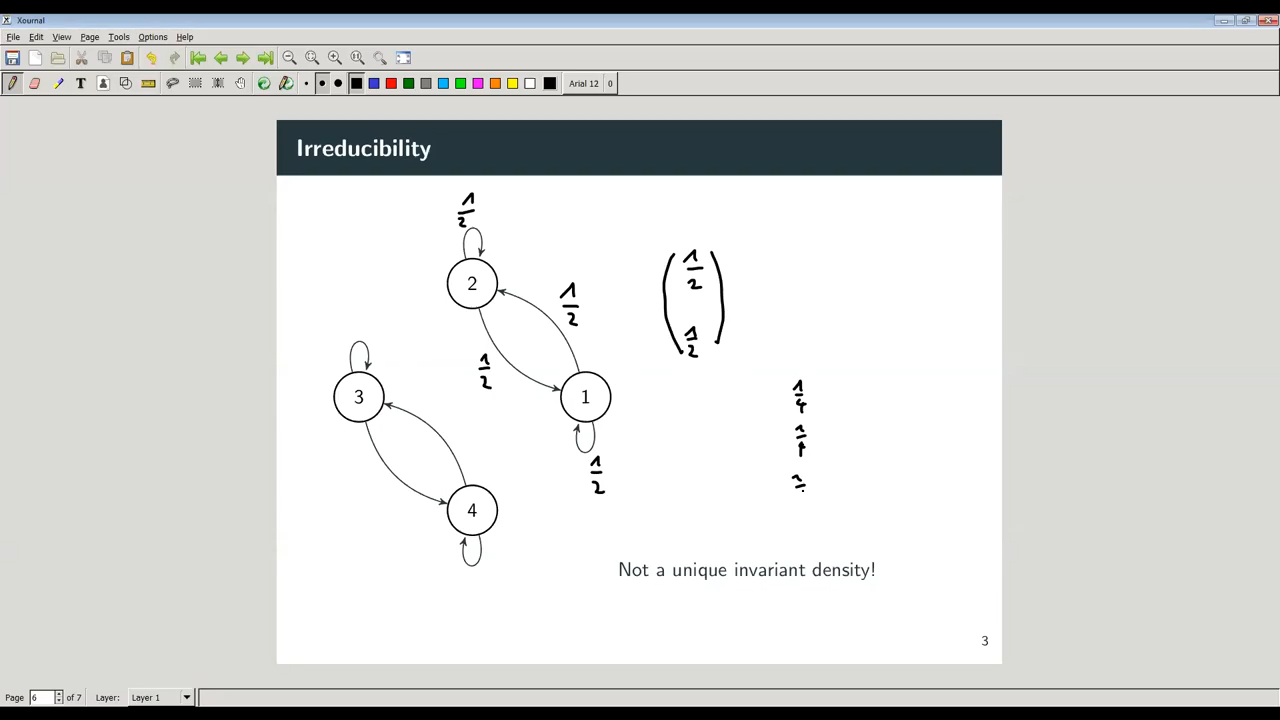 Xournal
File Edit View Page Tools Options Help
Arial 12 0
Irreducibility
1/2
2
1/2
1/2
1/2
1/2
3
1
1/4
1/2
4
Not a unique invariant density!
3
Page 6 of 7 Layer: Layer 1